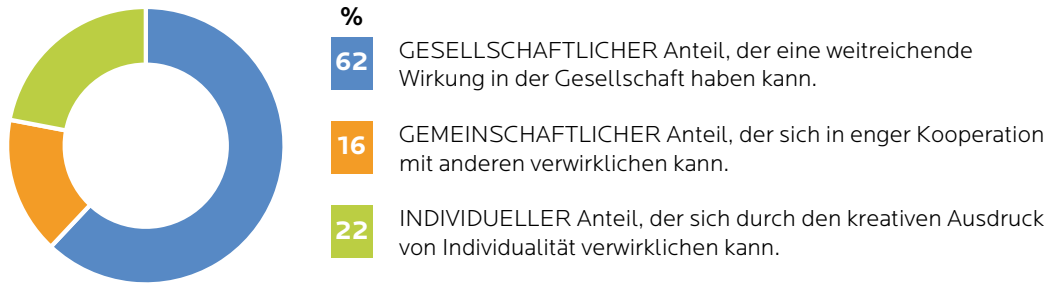 %
62 GESELLSCHAFTLICHER Anteil, der eine weitreichende
Wirkung in der Gesellschaft haben kann.
16 GEMEINSCHAFTLICHER Anteil, der sich in enger Kooperation
mit anderen verwirklichen kann.
22 INDIVIDUELLER Anteil, der sich durch den kreativen Ausdruck
von Individualität verwirklichen kann.